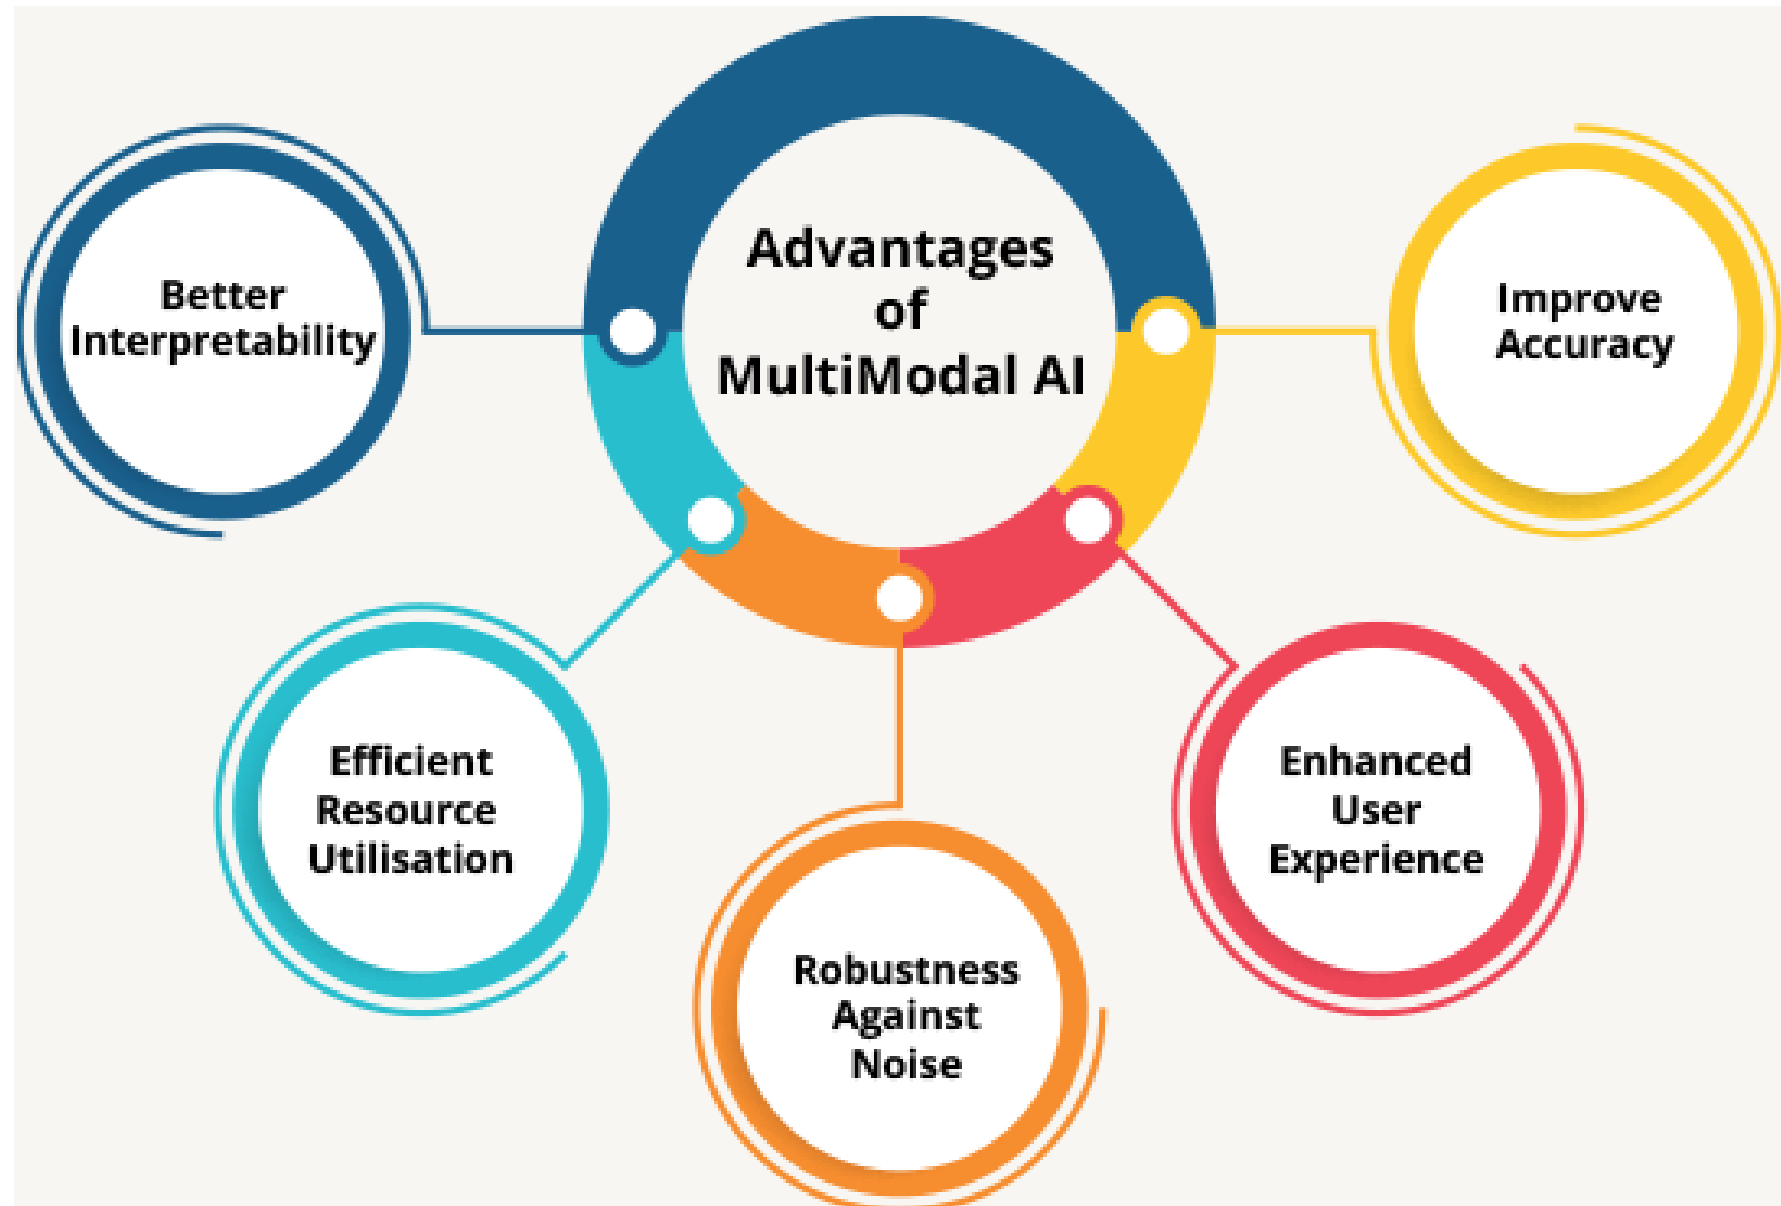 Advantages
of
MultiModal AI
Better
Interpretability
Improve
Accuracy
Efficient
Resource
Utilisation
Enhanced
User
Experience
Robustness
Against
Noise